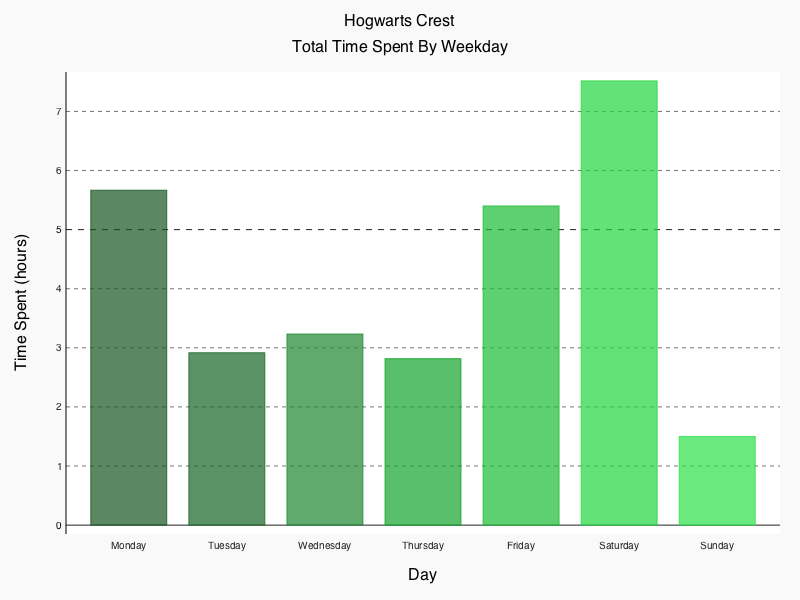 Hogwarts Crest
Total Time Spent By Weekday
Time Spent (hours)
7
6
5
4
3
2
1
0
Monday Tuesday Wednesday Thursday Friday Saturday Sunday
Day